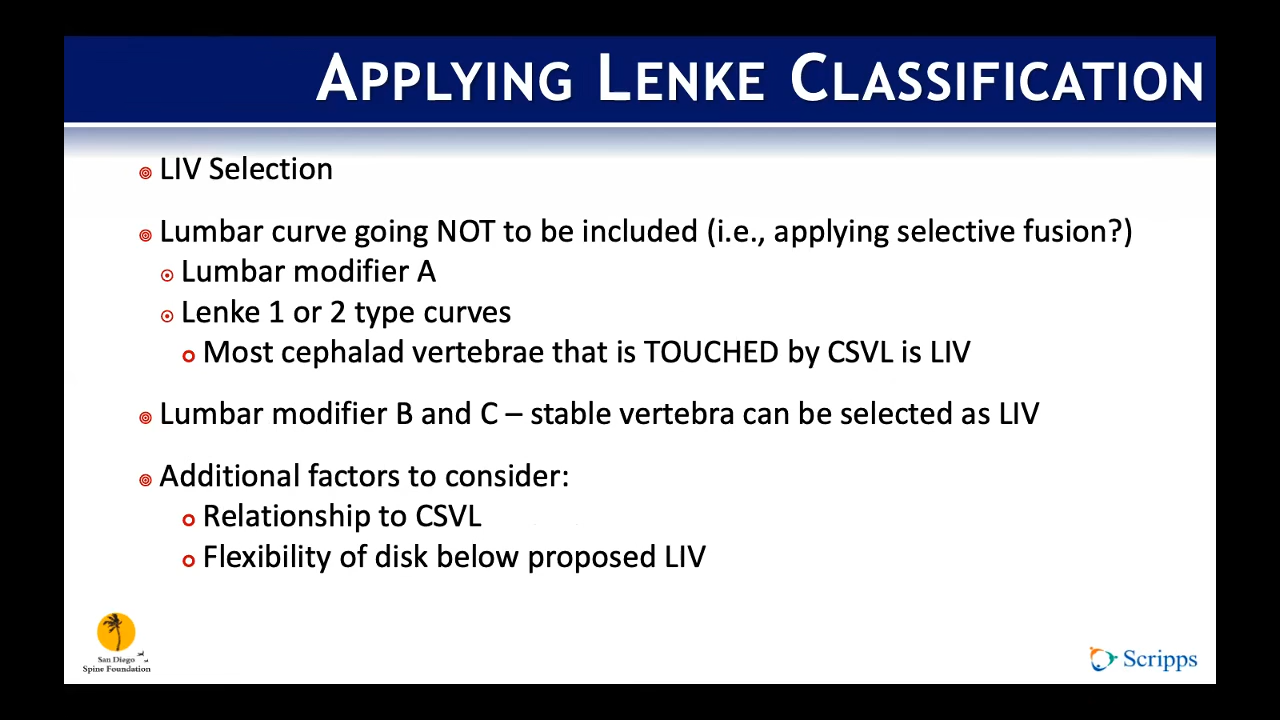 APPLYING LENKE CLASSIFICATION
LIV Selection
Lumbar curve going NOT to be included (i.e., applying selective fusion?)
Lumbar modifier A
Lenke 1 or 2 type curves
Most cephalad vertebrae that is TOUCHED by CSVL is LIV
Lumbar modifier B and C – stable vertebra can be selected as LIV
Additional factors to consider:
Relationship to CSVL
Flexibility of disk below proposed LIV
San Diego
Spine Foundation
Scripps